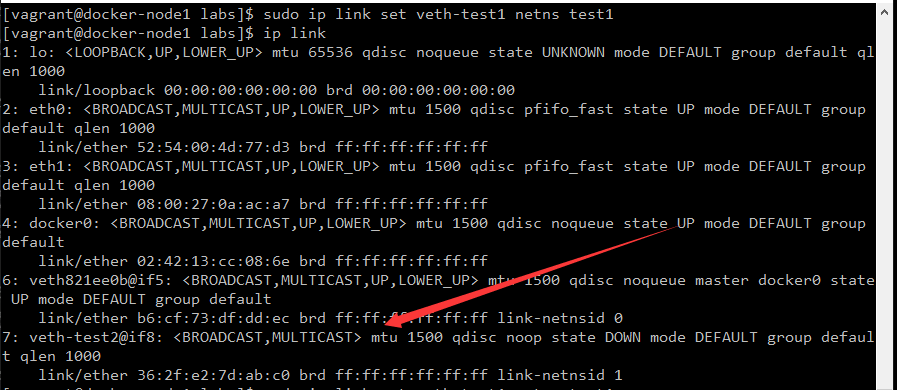 [vagrant@docker-node1 labs]$ sudo ip link set veth-test1 netns test1
[vagrant@docker-node1 labs]$ ip link
1: lo: <LOOPBACK,UP,LOWER_UP> mtu 65536 qdisc noqueue state UNKNOWN mode DEFAULT group default ql
en 1000
    link/loopback 00:00:00:00:00:00 brd 00:00:00:00:00:00
2: eth0: <BROADCAST,MULTICAST,UP,LOWER_UP> mtu 1500 qdisc pfifo_fast state UP mode DEFAULT group
default qlen 1000
    link/ether 52:54:00:4d:77:d3 brd ff:ff:ff:ff:ff:ff
3: eth1: <BROADCAST,MULTICAST,UP,LOWER_UP> mtu 1500 qdisc pfifo_fast state UP mode DEFAULT group
default qlen 1000
    link/ether 08:00:27:0a:ac:a7 brd ff:ff:ff:ff:ff:ff
4: docker0: <BROADCAST,MULTICAST,UP,LOWER_UP> mtu 1500 qdisc noqueue state UP mode DEFAULT group
default
    link/ether 02:42:13:cc:08:6e brd ff:ff:ff:ff:ff:ff
6: veth821ee0b@if5: <BROADCAST,MULTICAST,UP,LOWER_UP> mtu 1500 qdisc noqueue master docker0 state
 UP mode DEFAULT group default
    link/ether b6:cf:73:df:dd:ec brd ff:ff:ff:ff:ff:ff link-netnsid 0
7: veth-test2@if8: <BROADCAST,MULTICAST> mtu 1500 qdisc noop state DOWN mode DEFAULT group defaul
t qlen 1000
    link/ether 36:2f:e2:7d:ab:c0 brd ff:ff:ff:ff:ff:ff link-netnsid 1